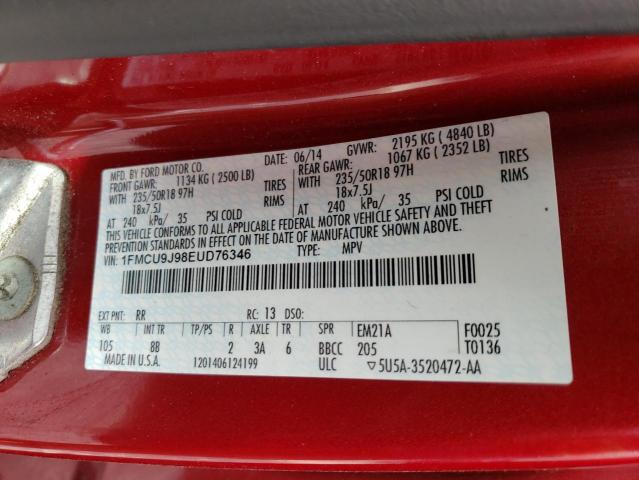 MFD. BY FORD MOTOR CO.
DATE: 06/14 GVWR: 2195 KG (4840 LB)
FRONT GAWR: 1134 KG (2500 LB) REAR GAWR: 1067 KG (2352 LB)
WITH 235/50R18 97H TIRES WITH 235/50R18 97H TIRES
18x7.5J RIMS 18x7.5J RIMS
AT 240 kPa/ 35 PSI COLD AT 240 kPa/ 35 PSI COLD
THIS VEHICLE CONFORMS TO ALL APPLICABLE FEDERAL MOTOR VEHICLE SAFETY AND THEFT
PREVENTION STANDARDS IN EFFECT ON THE DATE OF MANUFACTURE SHOWN ABOVE.
VIN: 1FMCU9J98EUD76346 TYPE: MPV
EXT PNT: RR RC: 13 DSO:
WB INT TR TP/PS R AXLE TR SPR EM21A F0025
105 8B 2 3A 6 BBCC 205 T0136
MADE IN U.S.A. 1201406124199 ULC ▽5U5A-3520472-AA